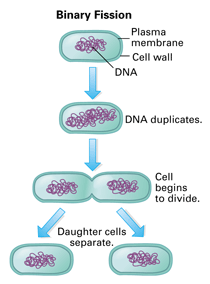 Binary Fission
Plasma
membrane
Cell wall
DNA
DNA duplicates.
Cell
begins
to divide.
Daughter cells
separate.